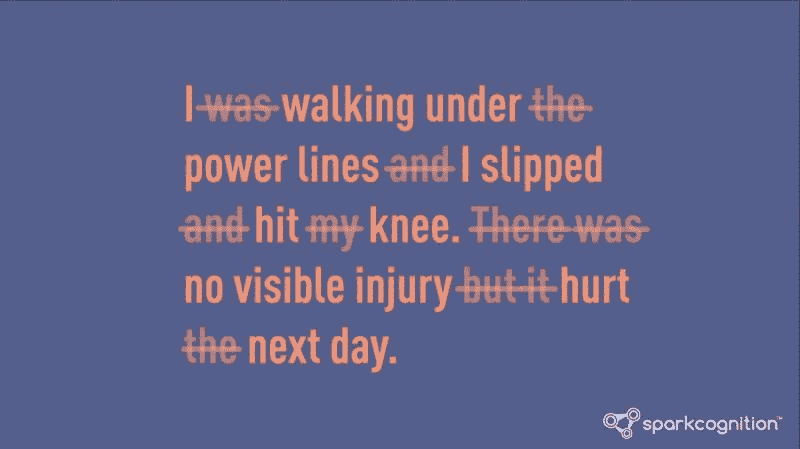 I was walking under the
power lines and I slipped
and hit my knee. There was
no visible injury but it hurt
the next day.
sparkcognition™